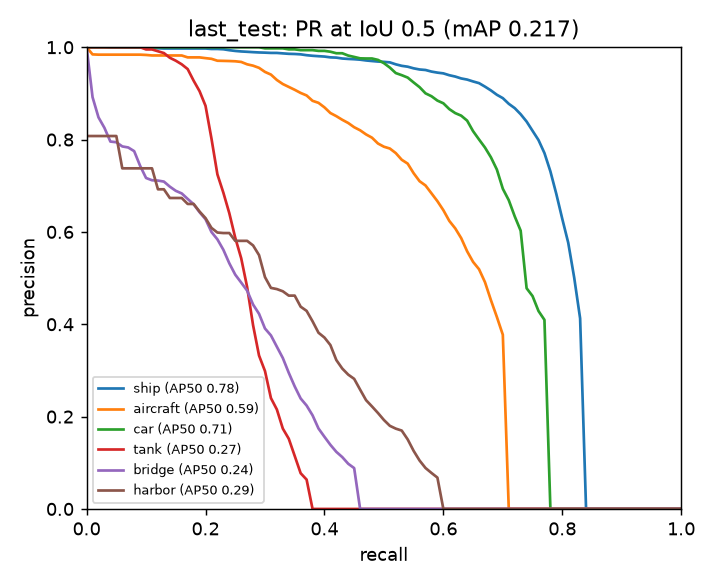 last_test: PR at IoU 0.5 (mAP 0.217)
precision
1.0
0.8
0.6
0.4
0.2
0.0
ship (AP50 0.78)
aircraft (AP50 0.59)
car (AP50 0.71)
tank (AP50 0.27)
bridge (AP50 0.24)
harbor (AP50 0.29)
0.0 0.2 0.4 0.6 0.8 1.0
recall